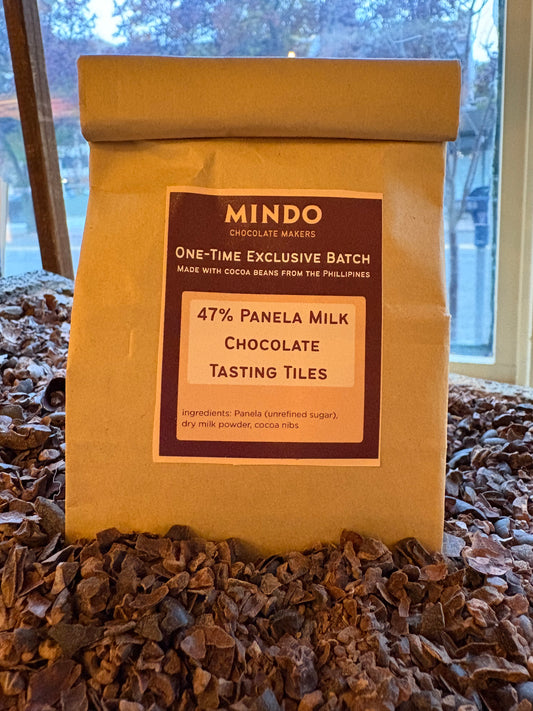 MINDO
CHOCOLATE MAKERS
ONE-TIME EXCLUSIVE BATCH
MADE WITH COCOA BEANS FROM THE PHILLIPINES
47% PANELA MILK
CHOCOLATE
TASTING TILES
ingredients: Panela (unrefined sugar),
dry milk powder, cocoa nibs